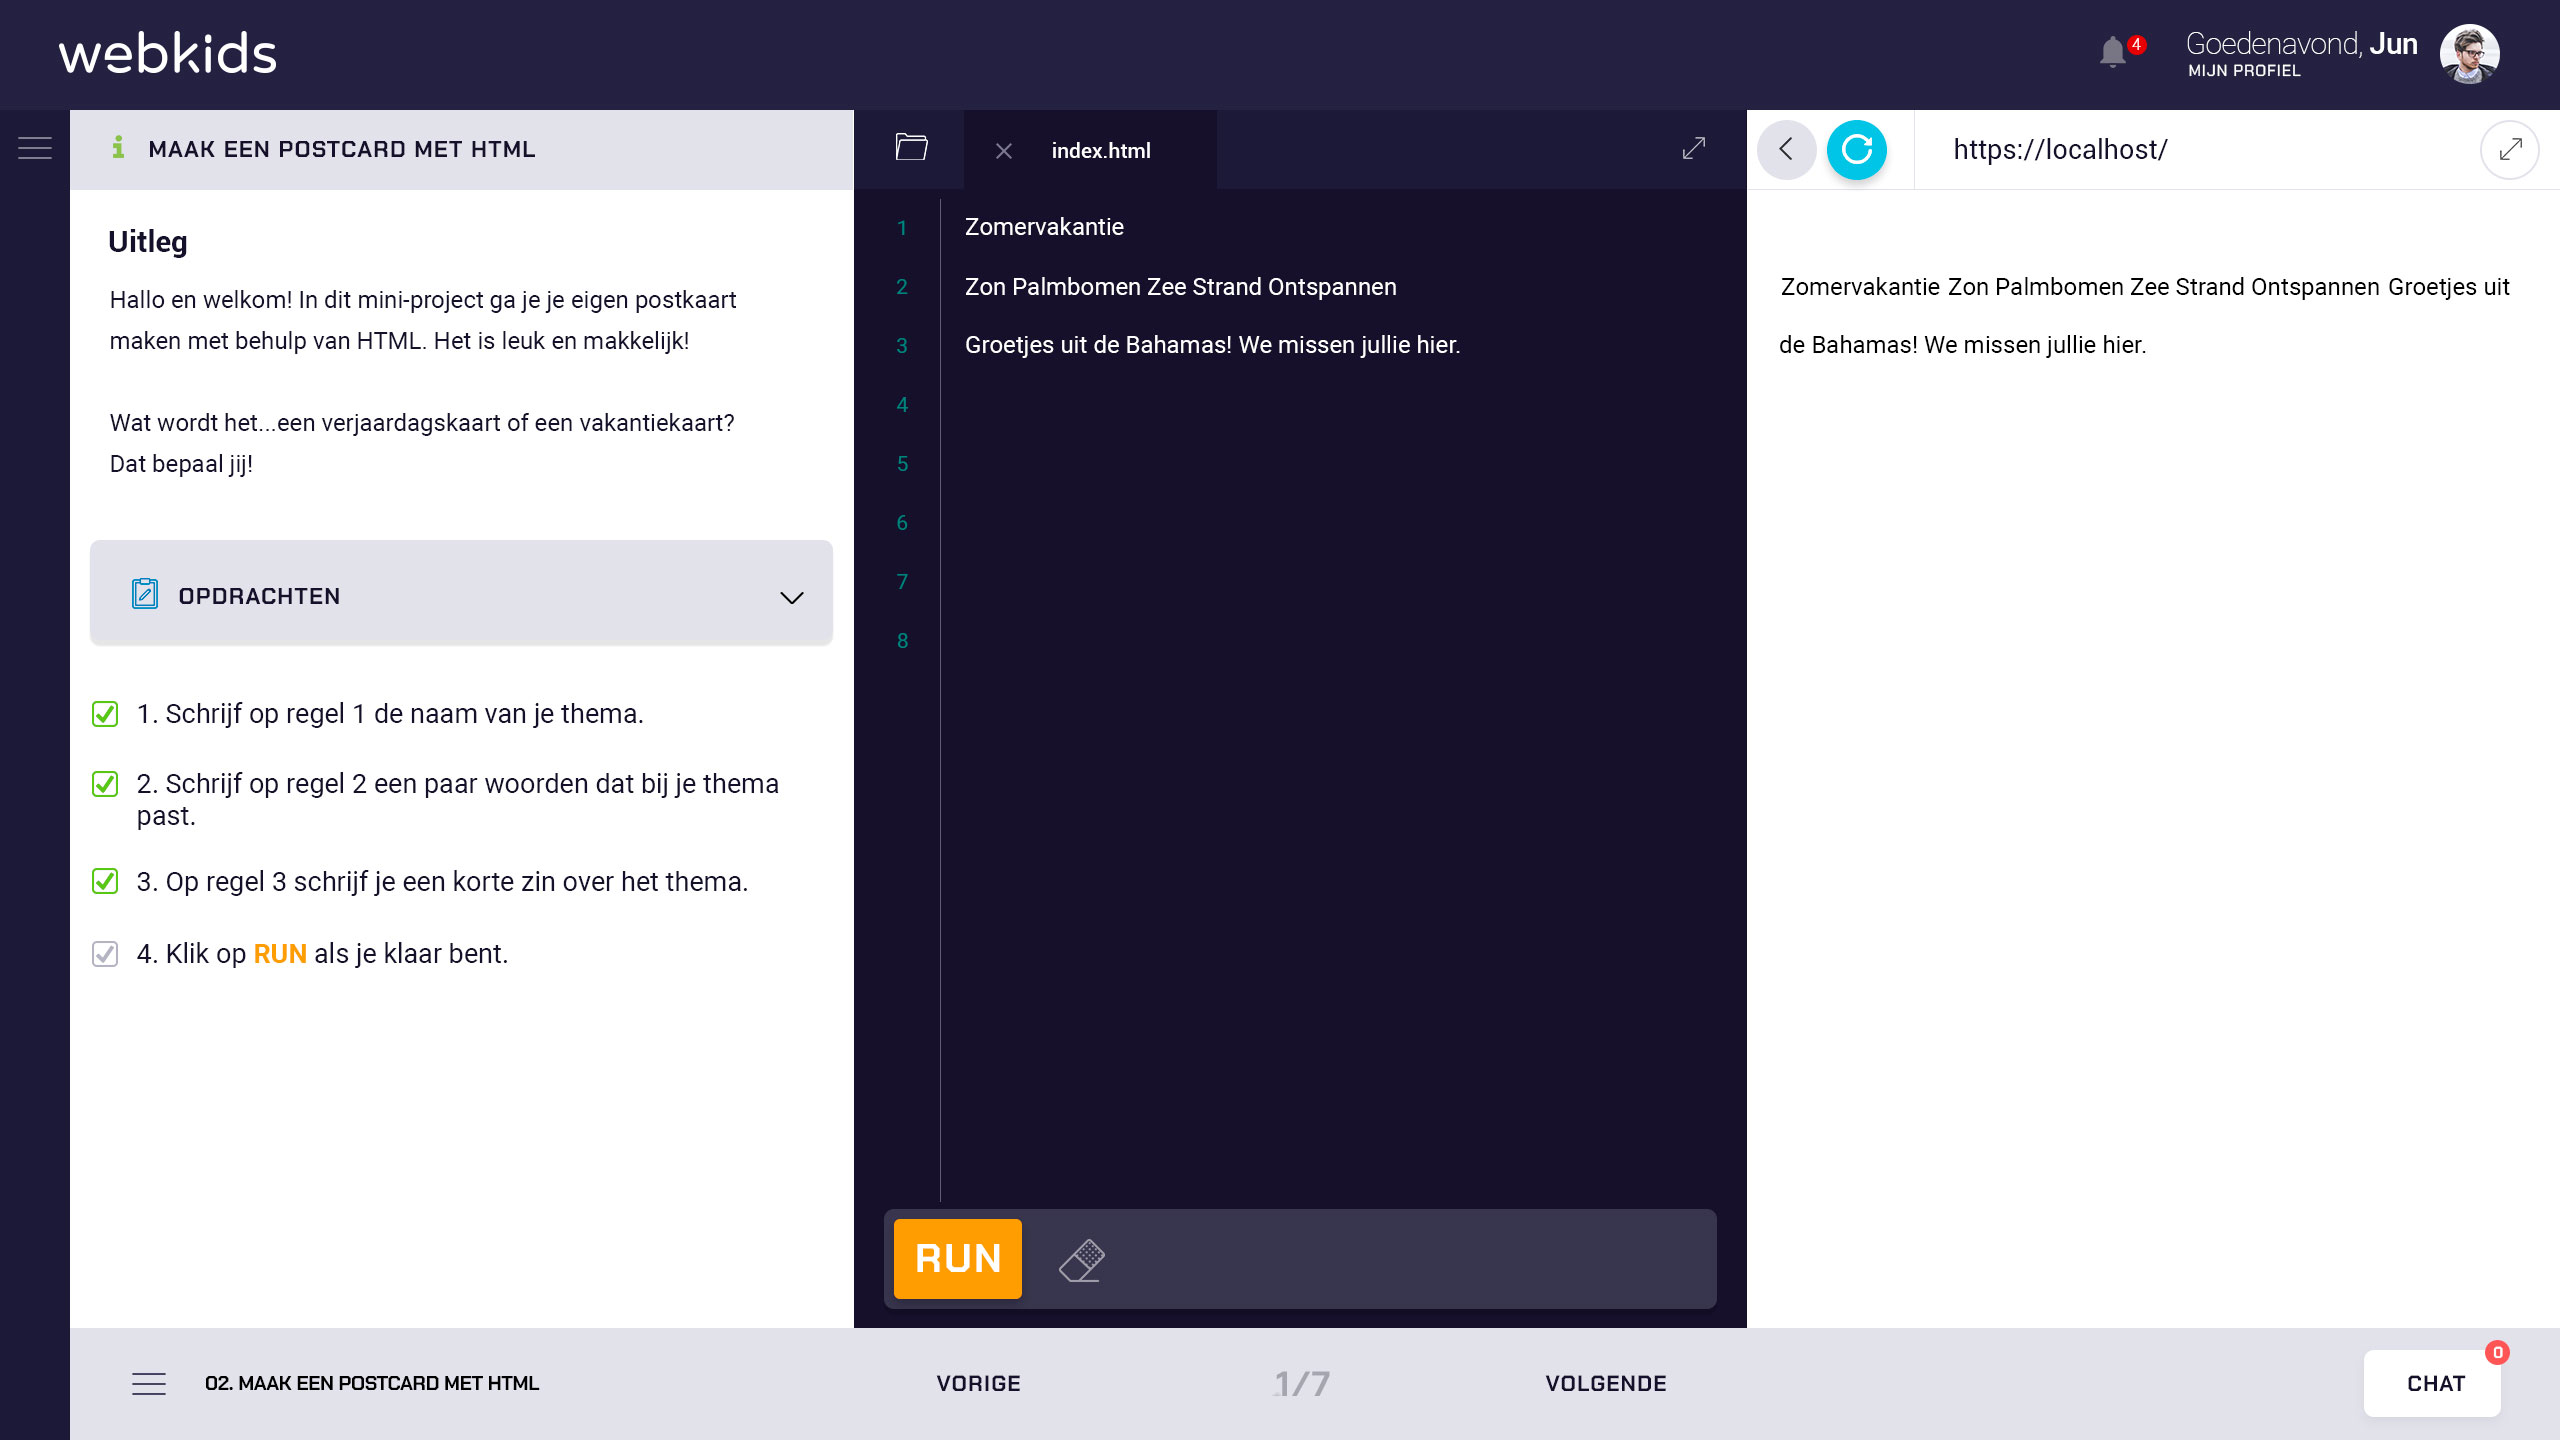 webkids
4
Goedenavond, Jun
MIJN PROFIEL
MAAK EEN POSTCARD MET HTML
Uitleg
Hallo en welkom! In dit mini-project ga je je eigen postkaart
maken met behulp van HTML. Het is leuk en makkelijk!
Wat wordt het...een verjaardagskaart of een vakantiekaart?
Dat bepaal jij!
OPDRACHTEN
1. Schrijf op regel 1 de naam van je thema.
2. Schrijf op regel 2 een paar woorden dat bij je thema
past.
3. Op regel 3 schrijf je een korte zin over het thema.
4. Klik op RUN als je klaar bent.
index.html
1 Zomervakantie
2 Zon Palmbomen Zee Strand Ontspannen
3 Groetjes uit de Bahamas! We missen jullie hier.
4
5
6
7
8
RUN
https://localhost/
Zomervakantie Zon Palmbomen Zee Strand Ontspannen Groetjes uit
de Bahamas! We missen jullie hier.
02. MAAK EEN POSTCARD MET HTML
VORIGE
1/7
VOLGENDE
CHAT
0